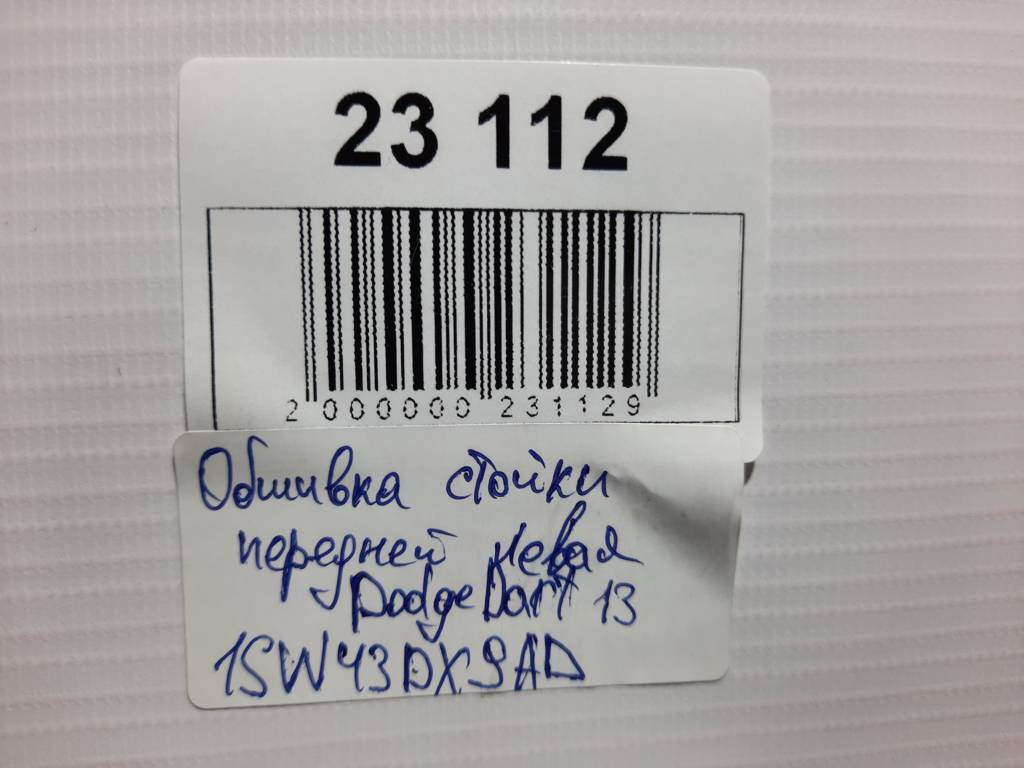 23 112
2 000000 231129
Обшивка стойки
передней левая
Dodge Dart 13
1SW43DX9AD